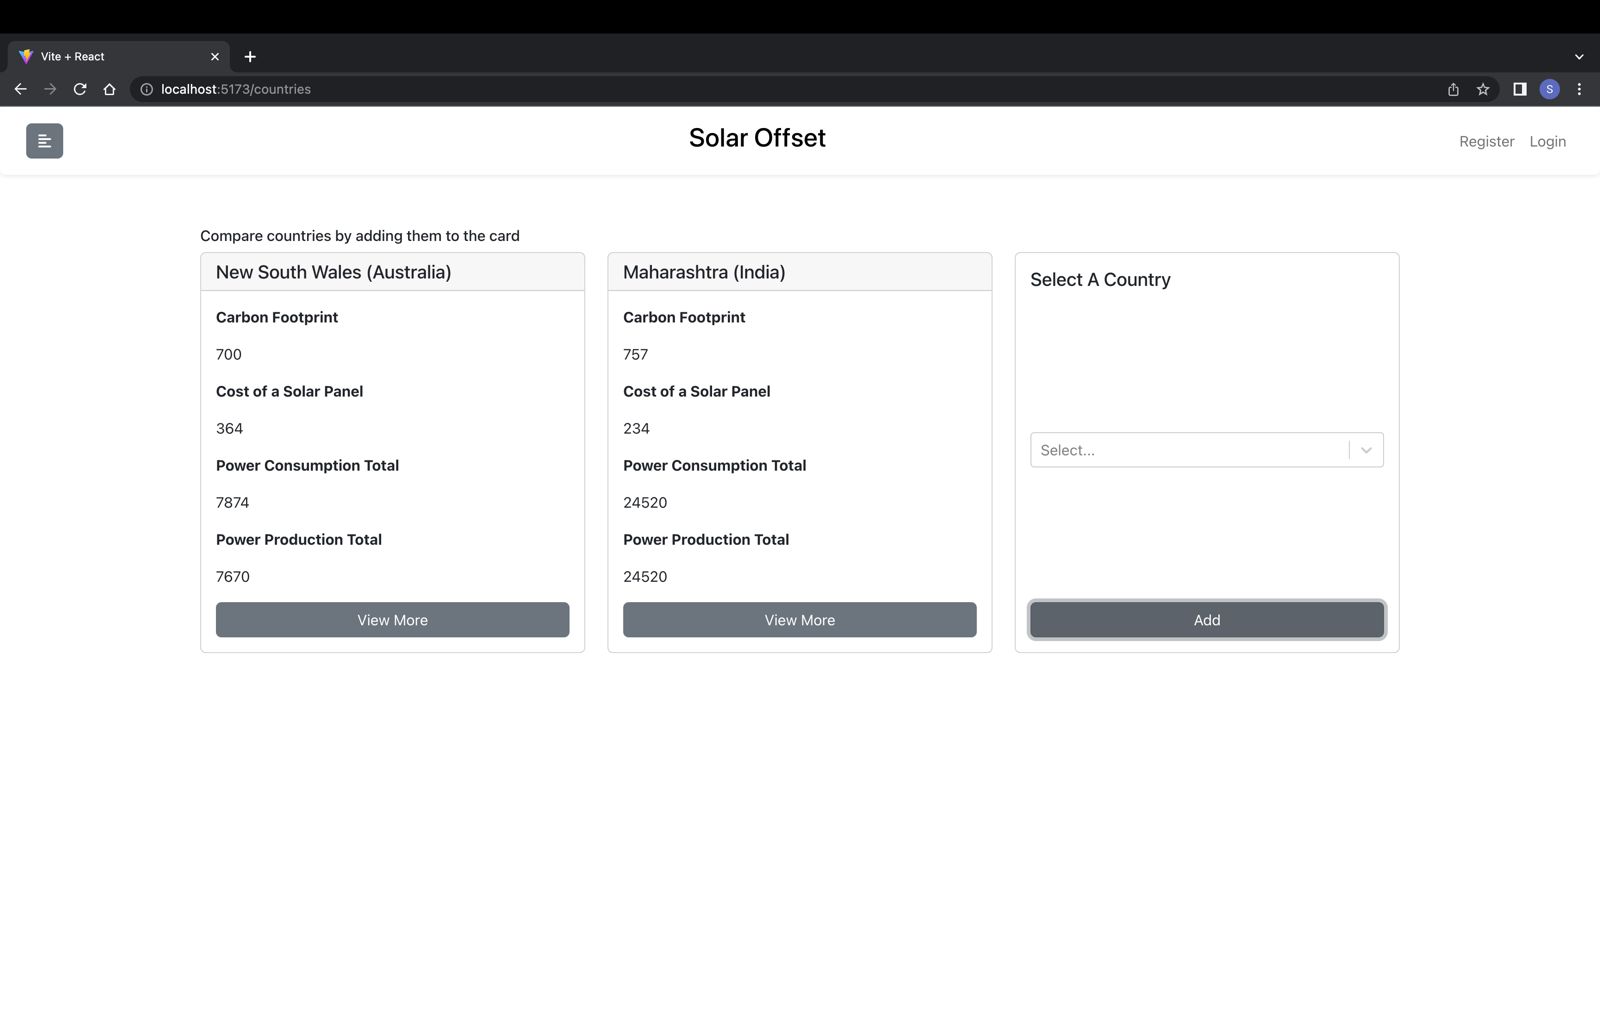 Vite + React
localhost:5173/countries
S
Solar Offset
Register Login
Compare countries by adding them to the card
New South Wales (Australia)
Carbon Footprint
700
Cost of a Solar Panel
364
Power Consumption Total
7874
Power Production Total
7670
View More
Maharashtra (India)
Carbon Footprint
757
Cost of a Solar Panel
234
Power Consumption Total
24520
Power Production Total
24520
View More
Select A Country
Select...
Add